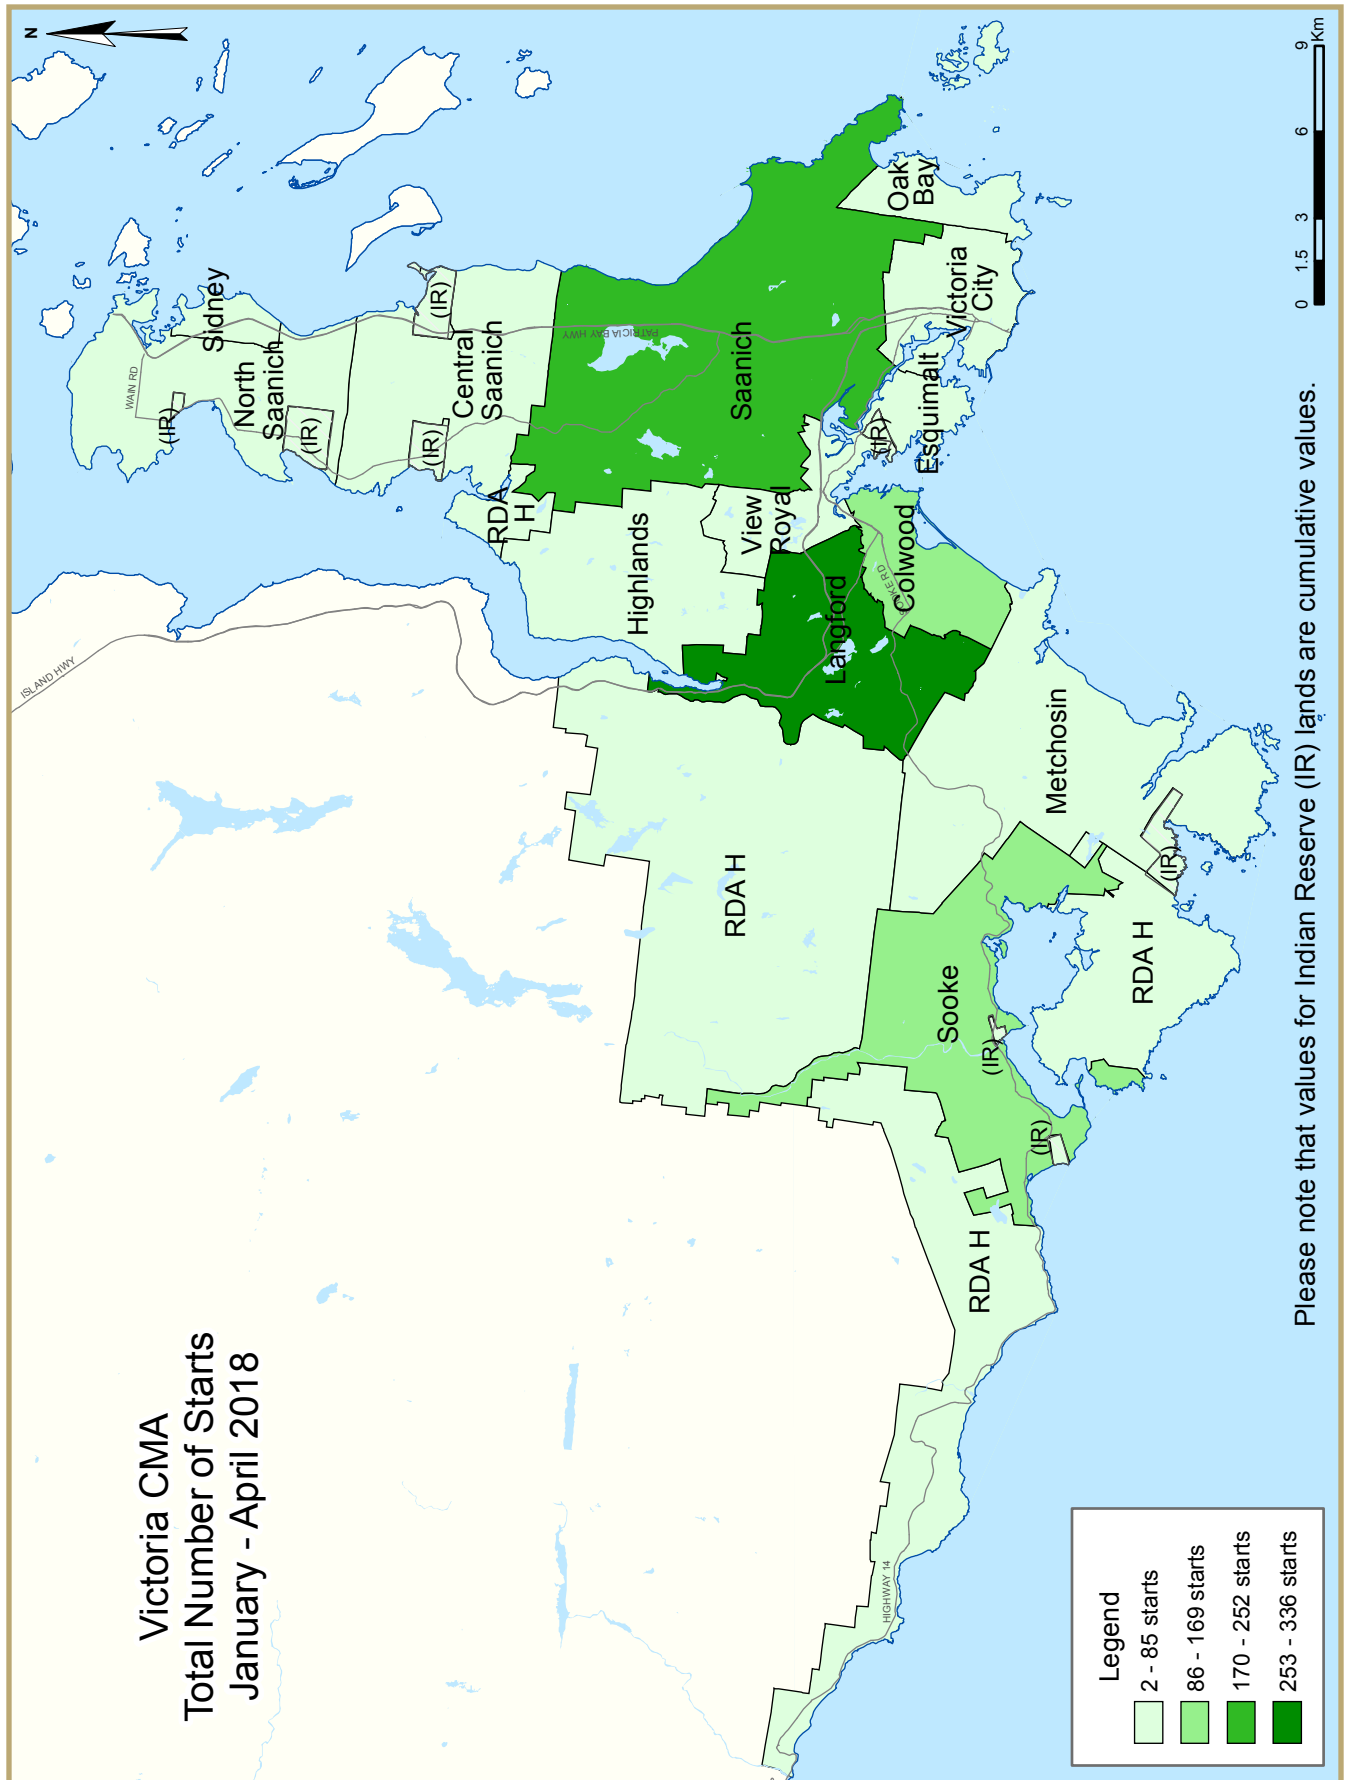 Victoria CMA
Total Number of Starts
January - April 2018
N
ISLAND HWY
WAIN RD
(IR)
Sidney
North
Saanich
(IR)
(IR)
Central
Saanich
(IR)
RDA
H
PATRICIA BAY HWY
Saanich
Highlands
View
Royal
Oak
Bay
Victoria
City
Esquimalt
(IR)
Langford
SOOKE RD
Colwood
Metchosin
(IR)
RDA H
Sooke
(IR)
(IR)
RDA H
RDA H
HIGHWAY 14
Legend
2 - 85 starts
86 - 169 starts
170 - 252 starts
253 - 336 starts
Please note that values for Indian Reserve (IR) lands are cumulative values.
0 1.5 3 6 9 Km